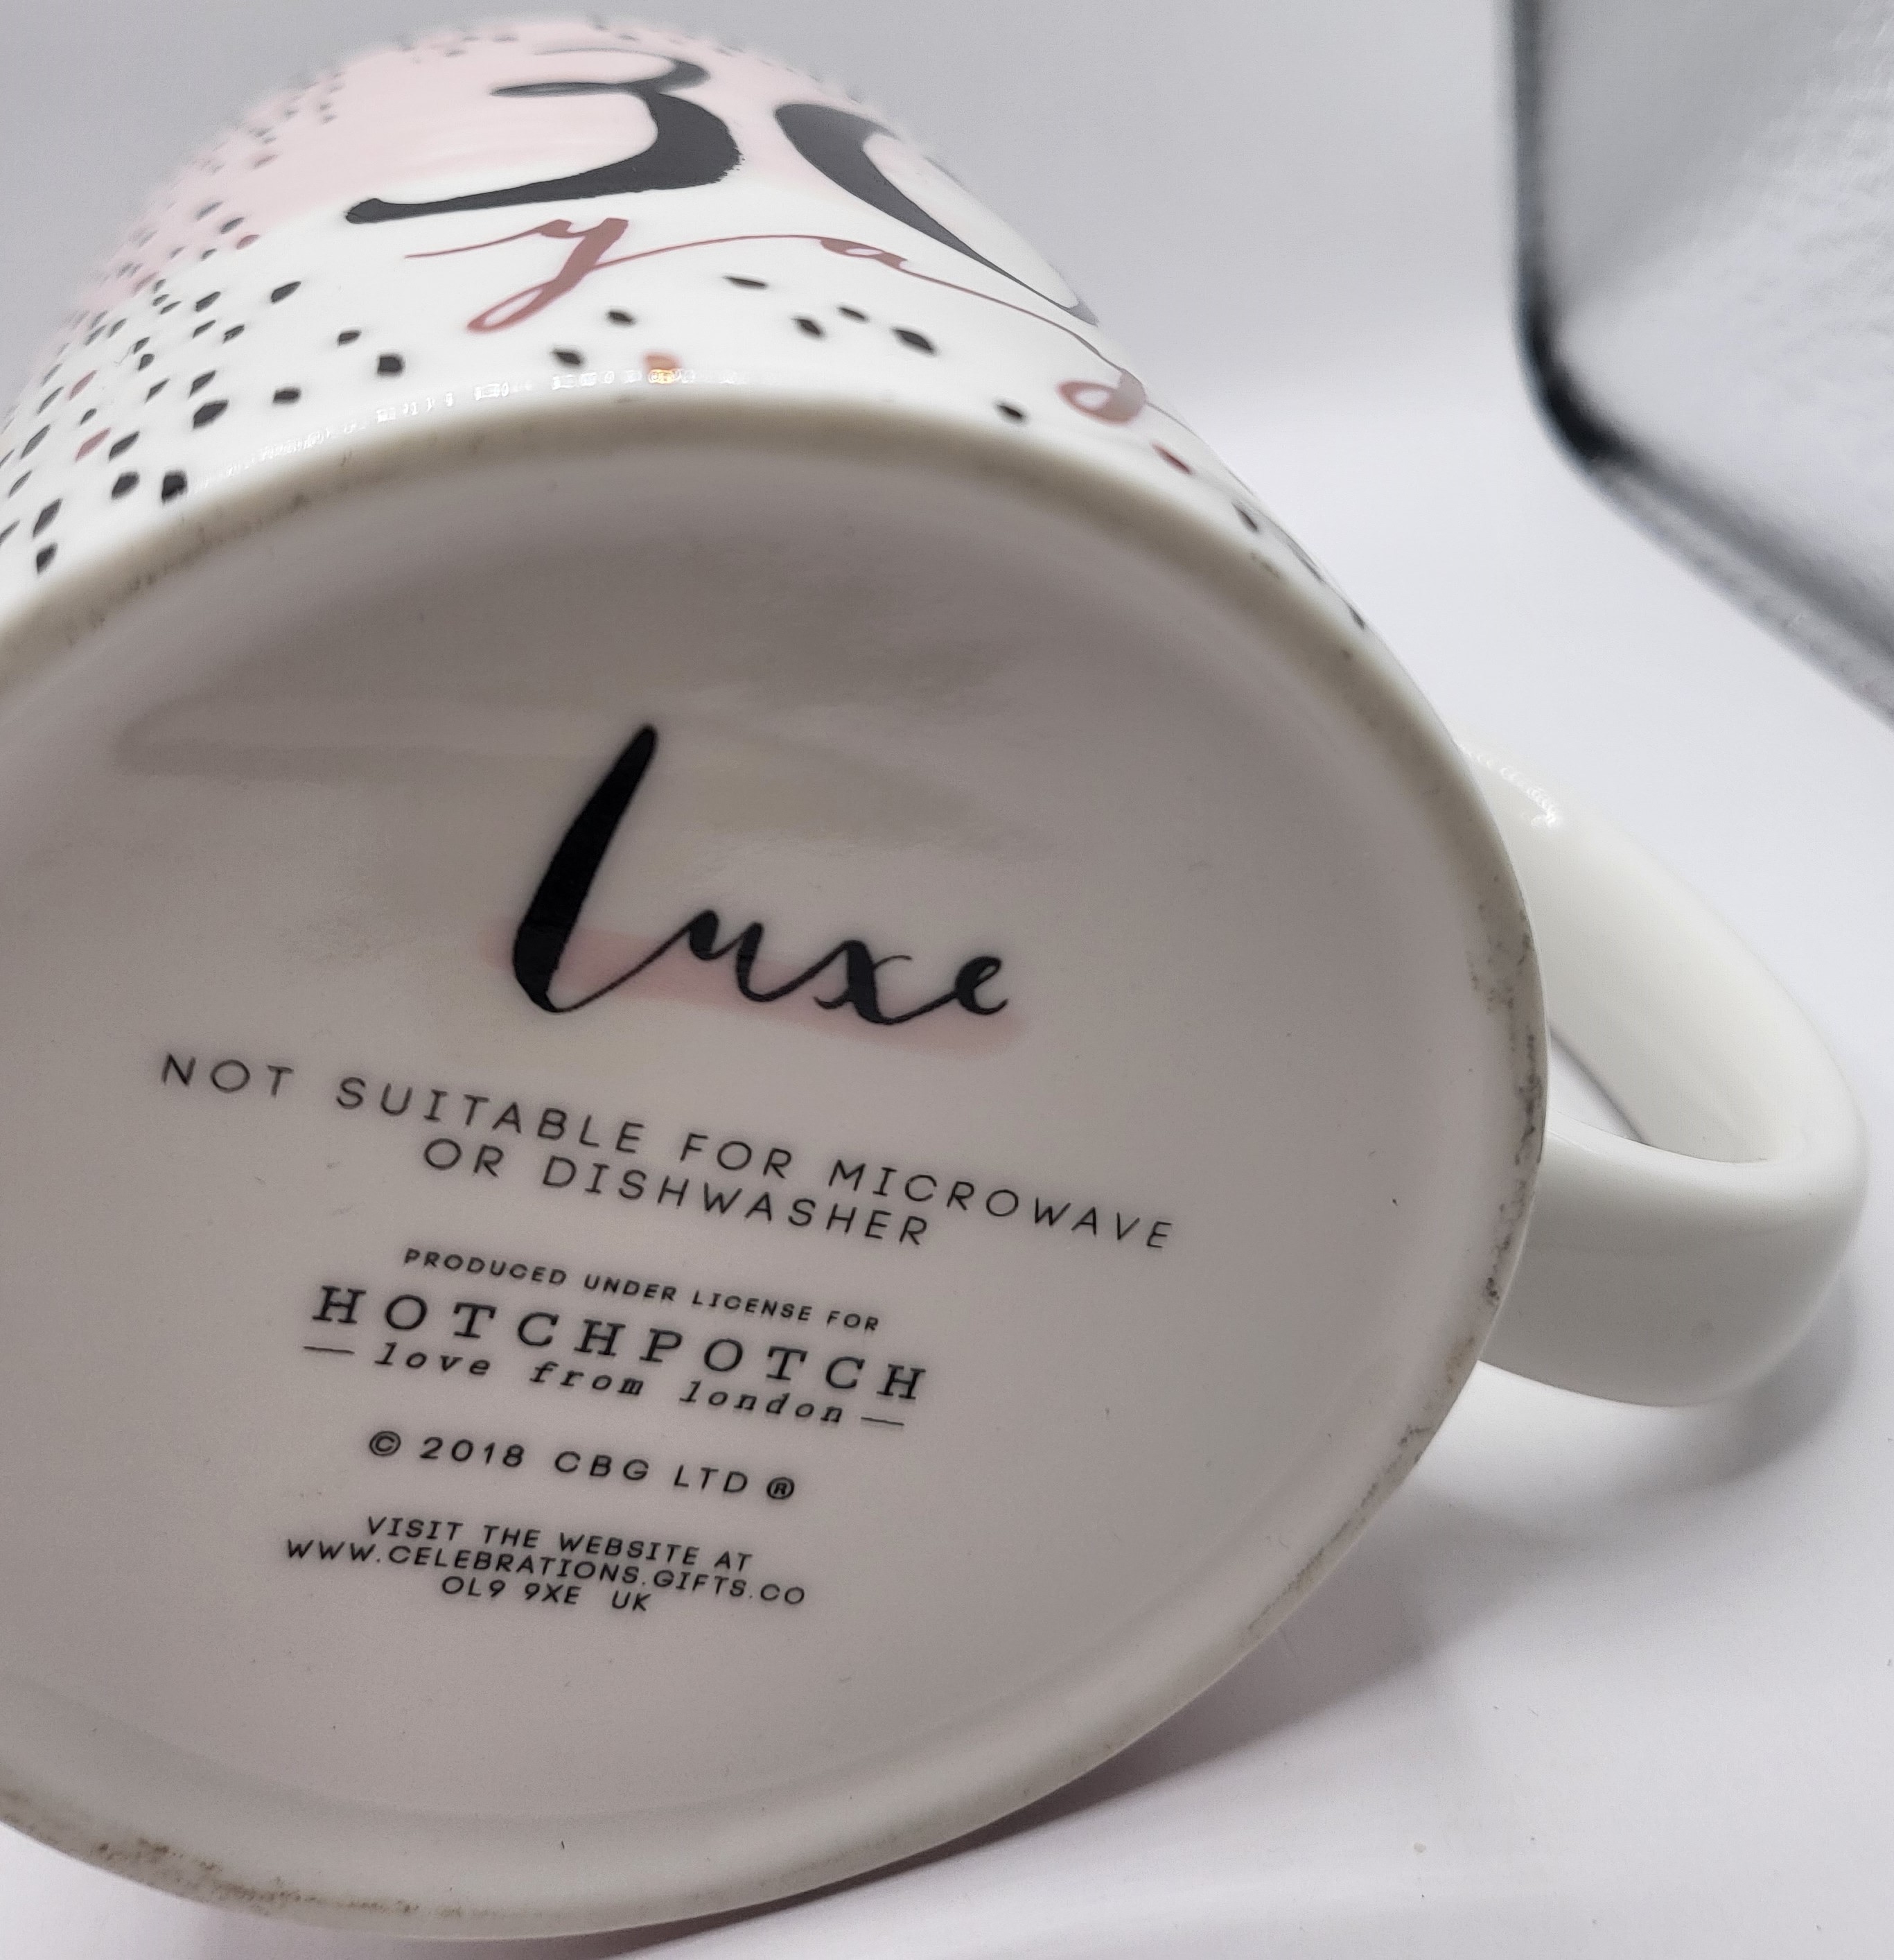 30
Luxe
NOT SUITABLE FOR MICROWAVE
OR DISHWASHER
PRODUCED UNDER LICENSE FOR
HOTCHPOTCH
— love from london —
© 2018 CBG LTD ®
VISIT THE WEBSITE AT
WWW.CELEBRATIONS.GIFTS.CO
OL9 9XE UK